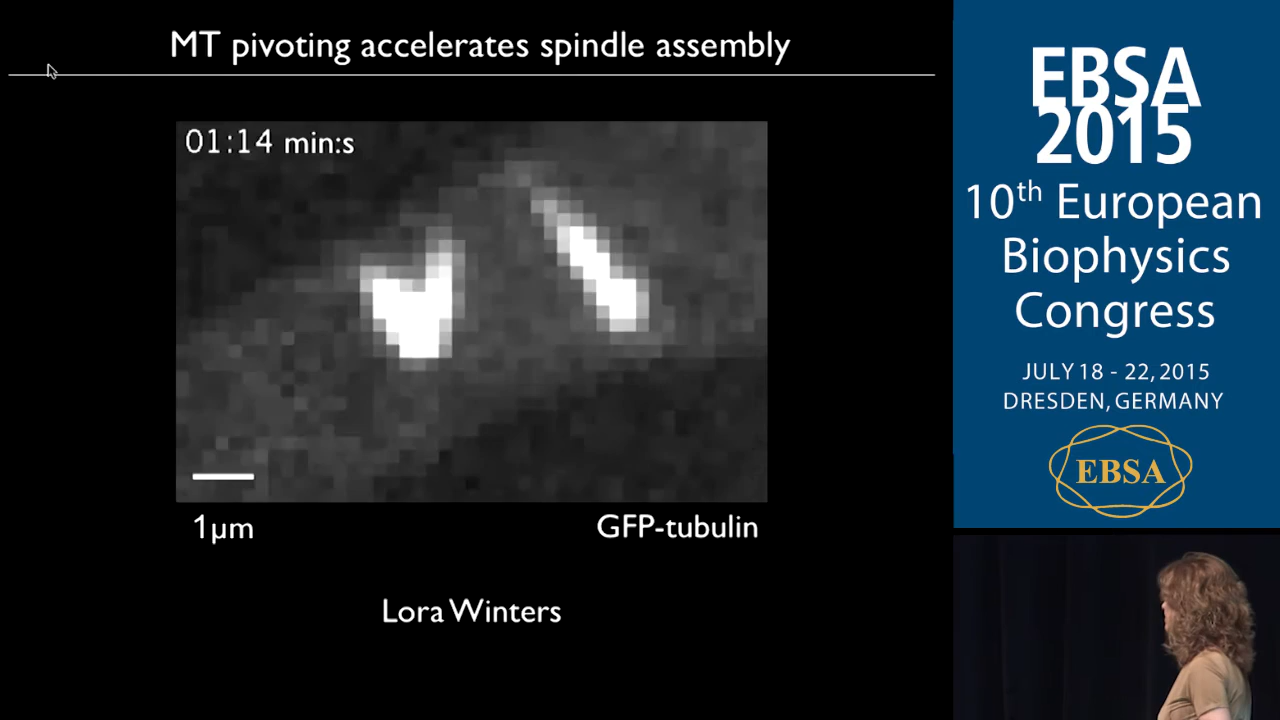 MT pivoting accelerates spindle assembly
01:14 min:s
1µm
GFP-tubulin
Lora Winters
EBSA
2015
10th European
Biophysics
Congress
JULY 18 - 22, 2015
DRESDEN, GERMANY
EBSA